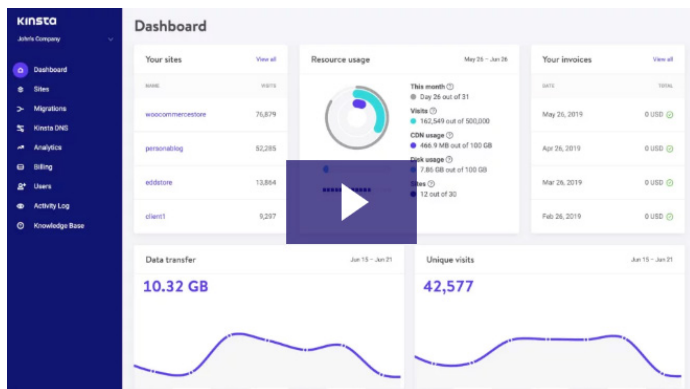 KINSTA
John's Company
Dashboard
Sites
Migrations
Kinsta DNS
Analytics
Billing
Users
Activity Log
Knowledge Base
Dashboard
Your sites View all
NAME VISITS
woocommercestore 76,879
personablog 52,285
eddstore 13,864
client1 9,297
Resource usage May 26 – Jun 26
This month
Day 26 out of 31
Visits
162,549 out of 500,000
CDN usage
466.9 MB out of 100 GB
Disk usage
7.86 GB out of 100 GB
Sites
12 out of 30
Your invoices View all
DATE TOTAL
May 26, 2019 0 USD
Apr 26, 2019 0 USD
Mar 26, 2019 0 USD
Feb 26, 2019 0 USD
Data transfer Jun 15 – Jun 21
10.32 GB
Unique visits Jun 15 – Jun 21
42,577